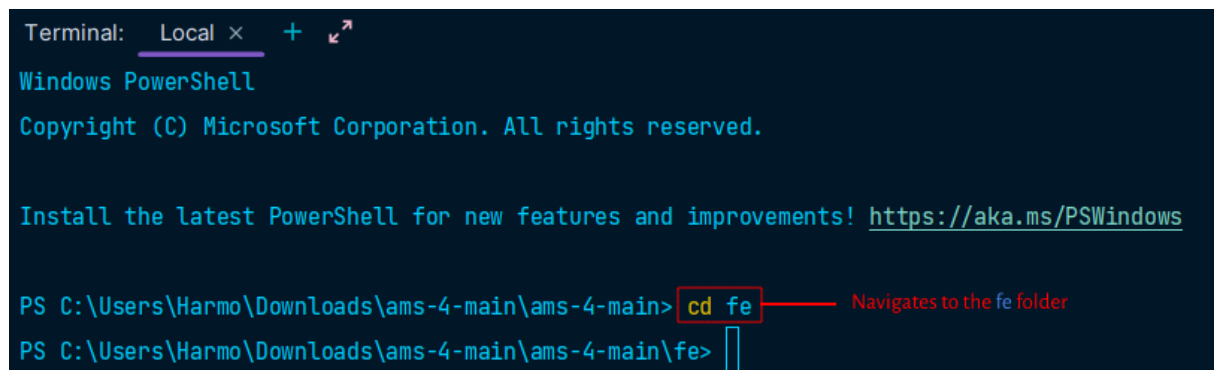 Terminal: Local × + 
Windows PowerShell
Copyright (C) Microsoft Corporation. All rights reserved.
Install the latest PowerShell for new features and improvements! https://aka.ms/PSWindows
PS C:\Users\Harmo\Downloads\ams-4-main\ams-4-main> cd fe Navigates to the fe folder
PS C:\Users\Harmo\Downloads\ams-4-main\ams-4-main\fe>